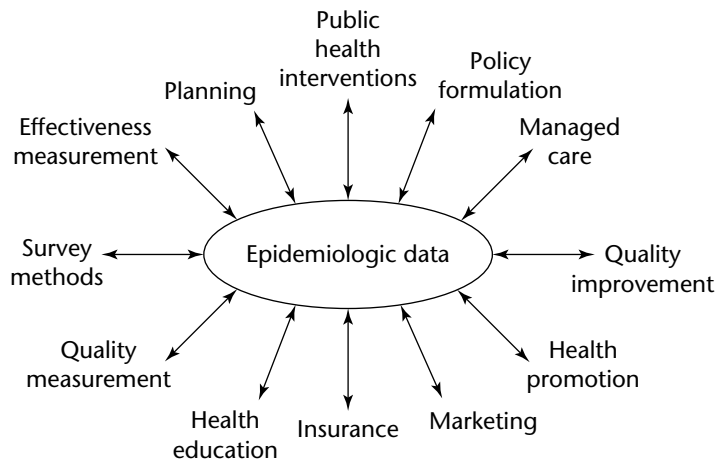 Public
health
interventions
Policy
formulation
Planning
Managed
care
Effectiveness
measurement
Survey
methods
Epidemiologic data
Quality
improvement
Quality
measurement
Health
promotion
Health
education
Insurance
Marketing